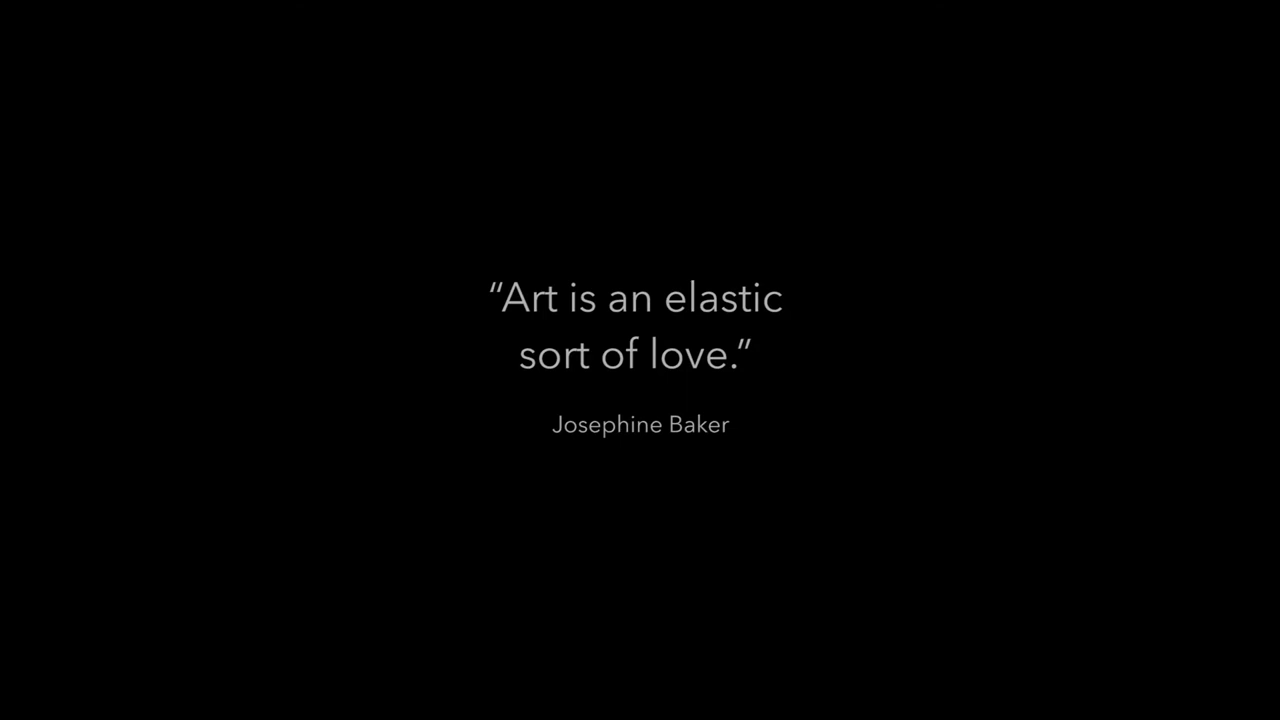 “Art is an elastic
sort of love.”
Josephine Baker